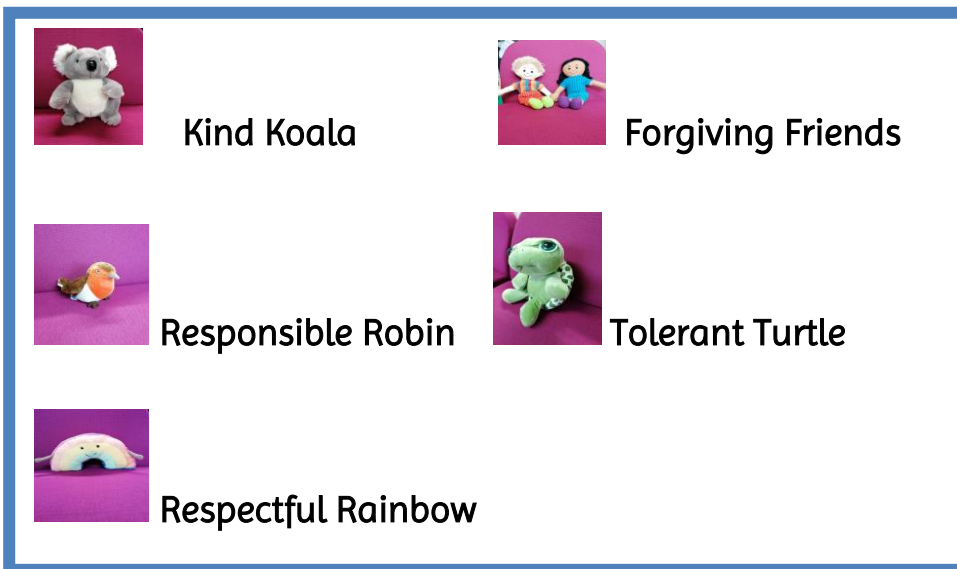 Kind Koala
Forgiving Friends
Responsible Robin
Tolerant Turtle
Respectful Rainbow